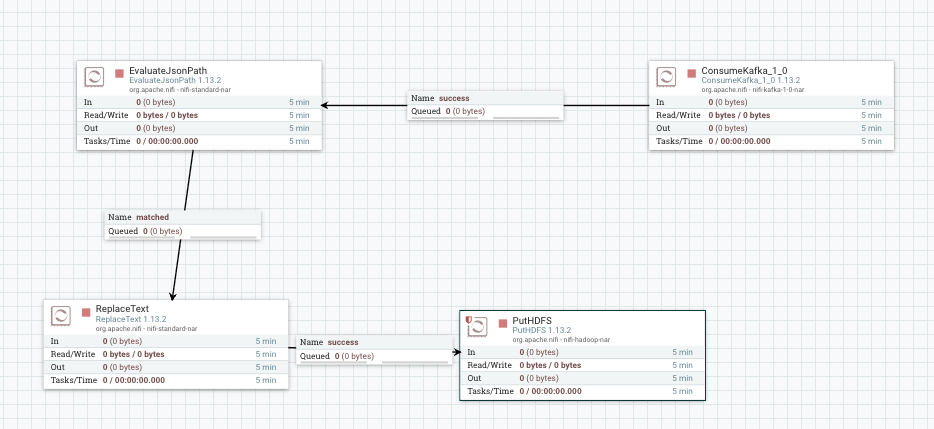 EvaluateJsonPath
EvaluateJsonPath 1.13.2
org.apache.nifi - nifi-standard-nar
In 0 (0 bytes) 5 min
Read/Write 0 bytes / 0 bytes 5 min
Out 0 (0 bytes) 5 min
Tasks/Time 0 / 00:00:00.000 5 min
Name success
Queued 0 (0 bytes)
ConsumeKafka_1_0
ConsumeKafka_1_0 1.13.2
org.apache.nifi - nifi-kafka-1-0-nar
In 0 (0 bytes) 5 min
Read/Write 0 bytes / 0 bytes 5 min
Out 0 (0 bytes) 5 min
Tasks/Time 0 / 00:00:00.000 5 min
Name matched
Queued 0 (0 bytes)
ReplaceText
ReplaceText 1.13.2
org.apache.nifi - nifi-standard-nar
In 0 (0 bytes) 5 min
Read/Write 0 bytes / 0 bytes 5 min
Out 0 (0 bytes) 5 min
Tasks/Time 0 / 00:00:00.000 5 min
Name success
Queued 0 (0 bytes)
PutHDFS
PutHDFS 1.13.2
org.apache.nifi - nifi-hadoop-nar
In 0 (0 bytes) 5 min
Read/Write 0 bytes / 0 bytes 5 min
Out 0 (0 bytes) 5 min
Tasks/Time 0 / 00:00:00.000 5 min